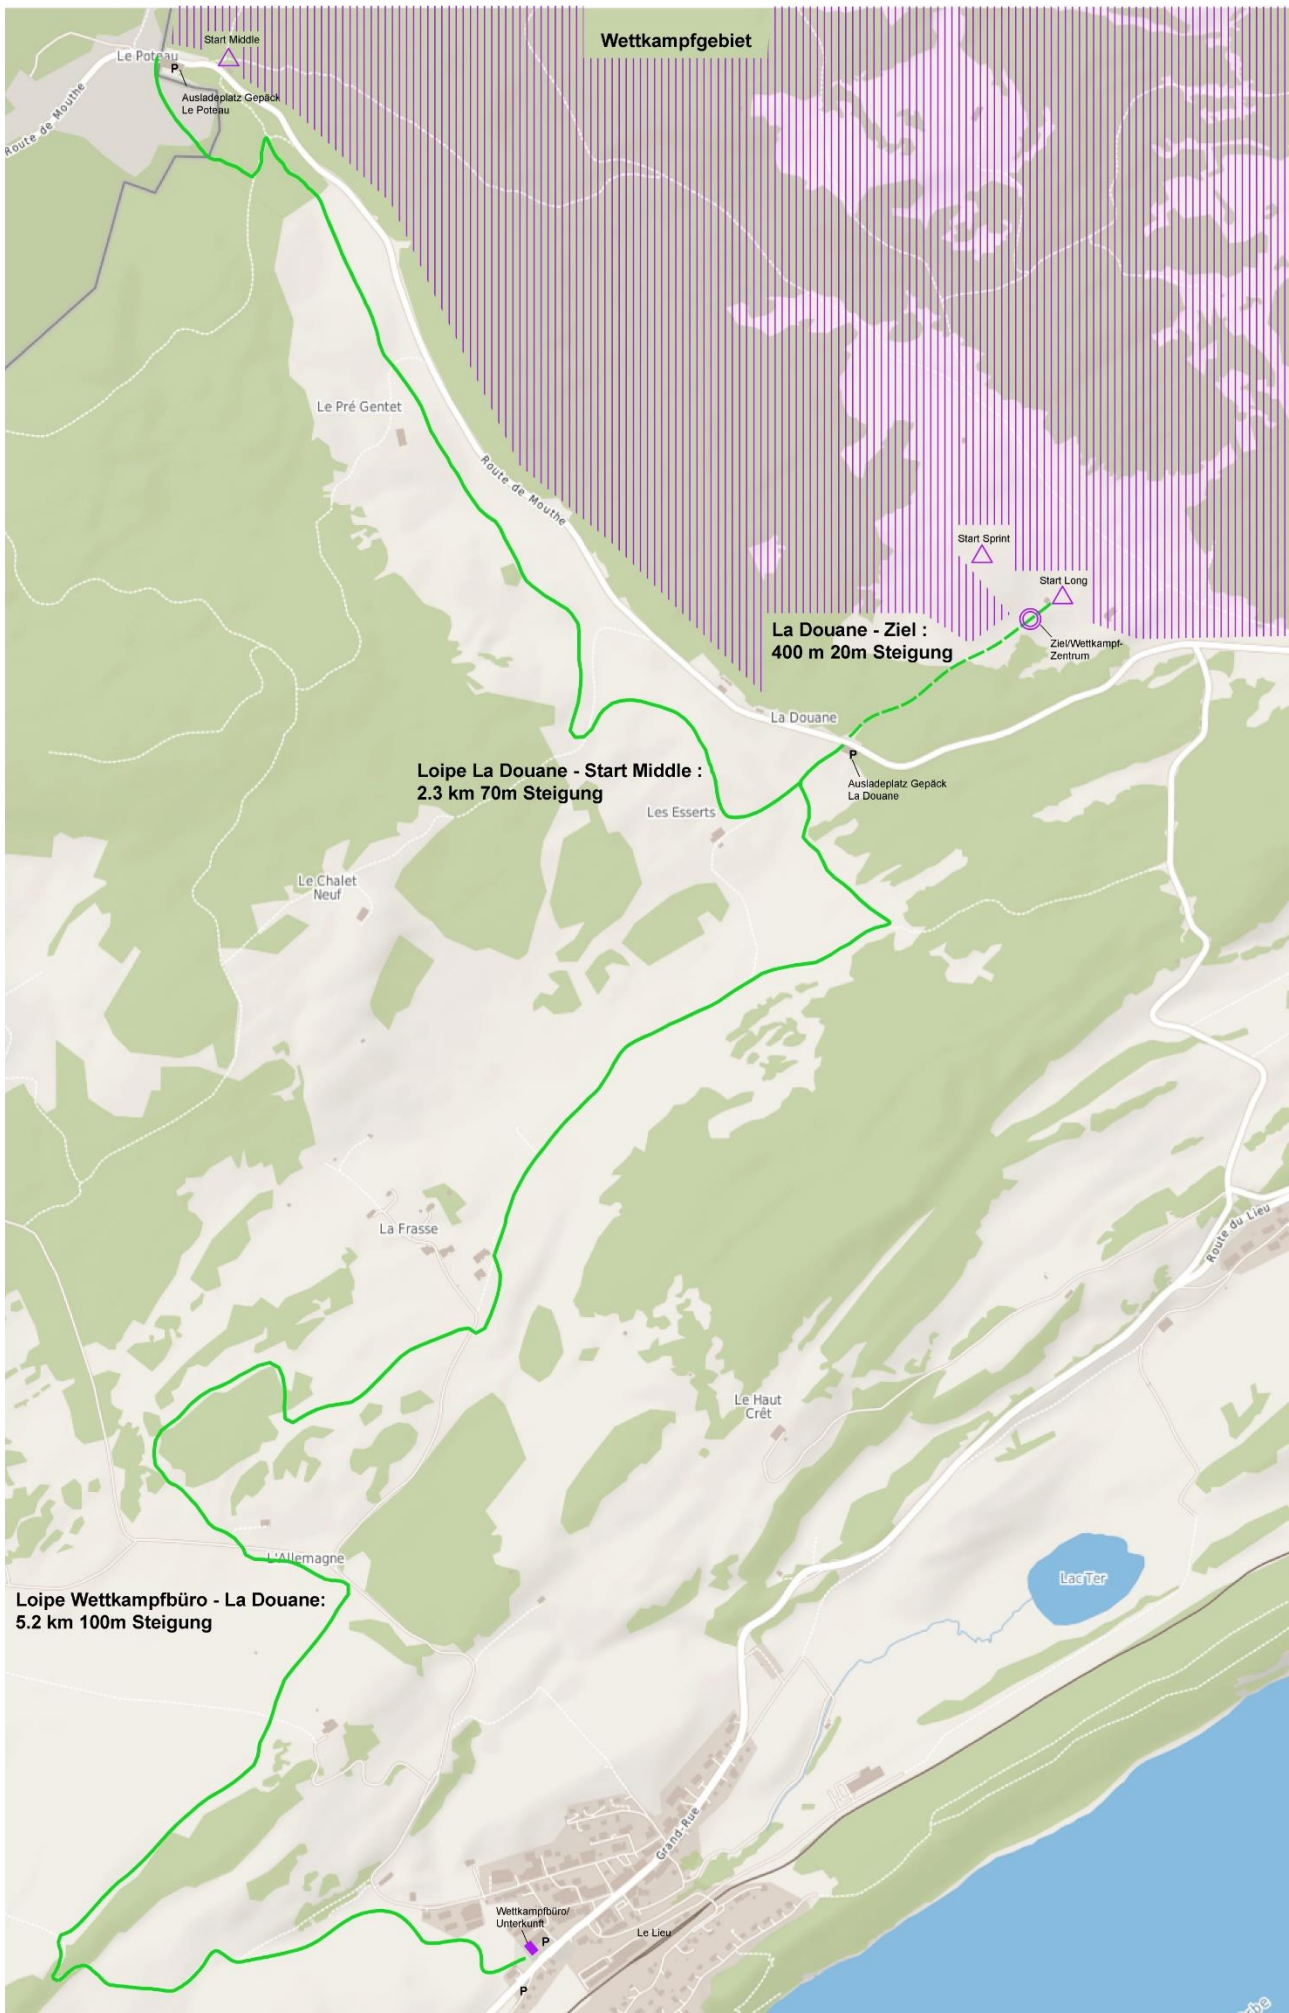 Wettkampfgebiet
Start Middle
Le Poteau
P
Ausladeplatz Gepäck
Le Poteau
Route de Mouthe
Le Pré Gentet
Route de Mouthe
Start Sprint
Start Long
La Douane - Ziel :
400 m 20m Steigung
Ziel/Wettkampf-
Zentrum
La Douane
P
Ausladeplatz Gepäck
La Douane
Loipe La Douane - Start Middle :
2.3 km 70m Steigung
Les Esserts
Le Chalet
Neuf
La Frasse
Route du Lieu
Le Haut
Crêt
L'Allemagne
Lac Ter
Loipe Wettkampfbüro - La Douane:
5.2 km 100m Steigung
Grand-Rue
Wettkampfbüro/
Unterkunft
P
Le Lieu
P